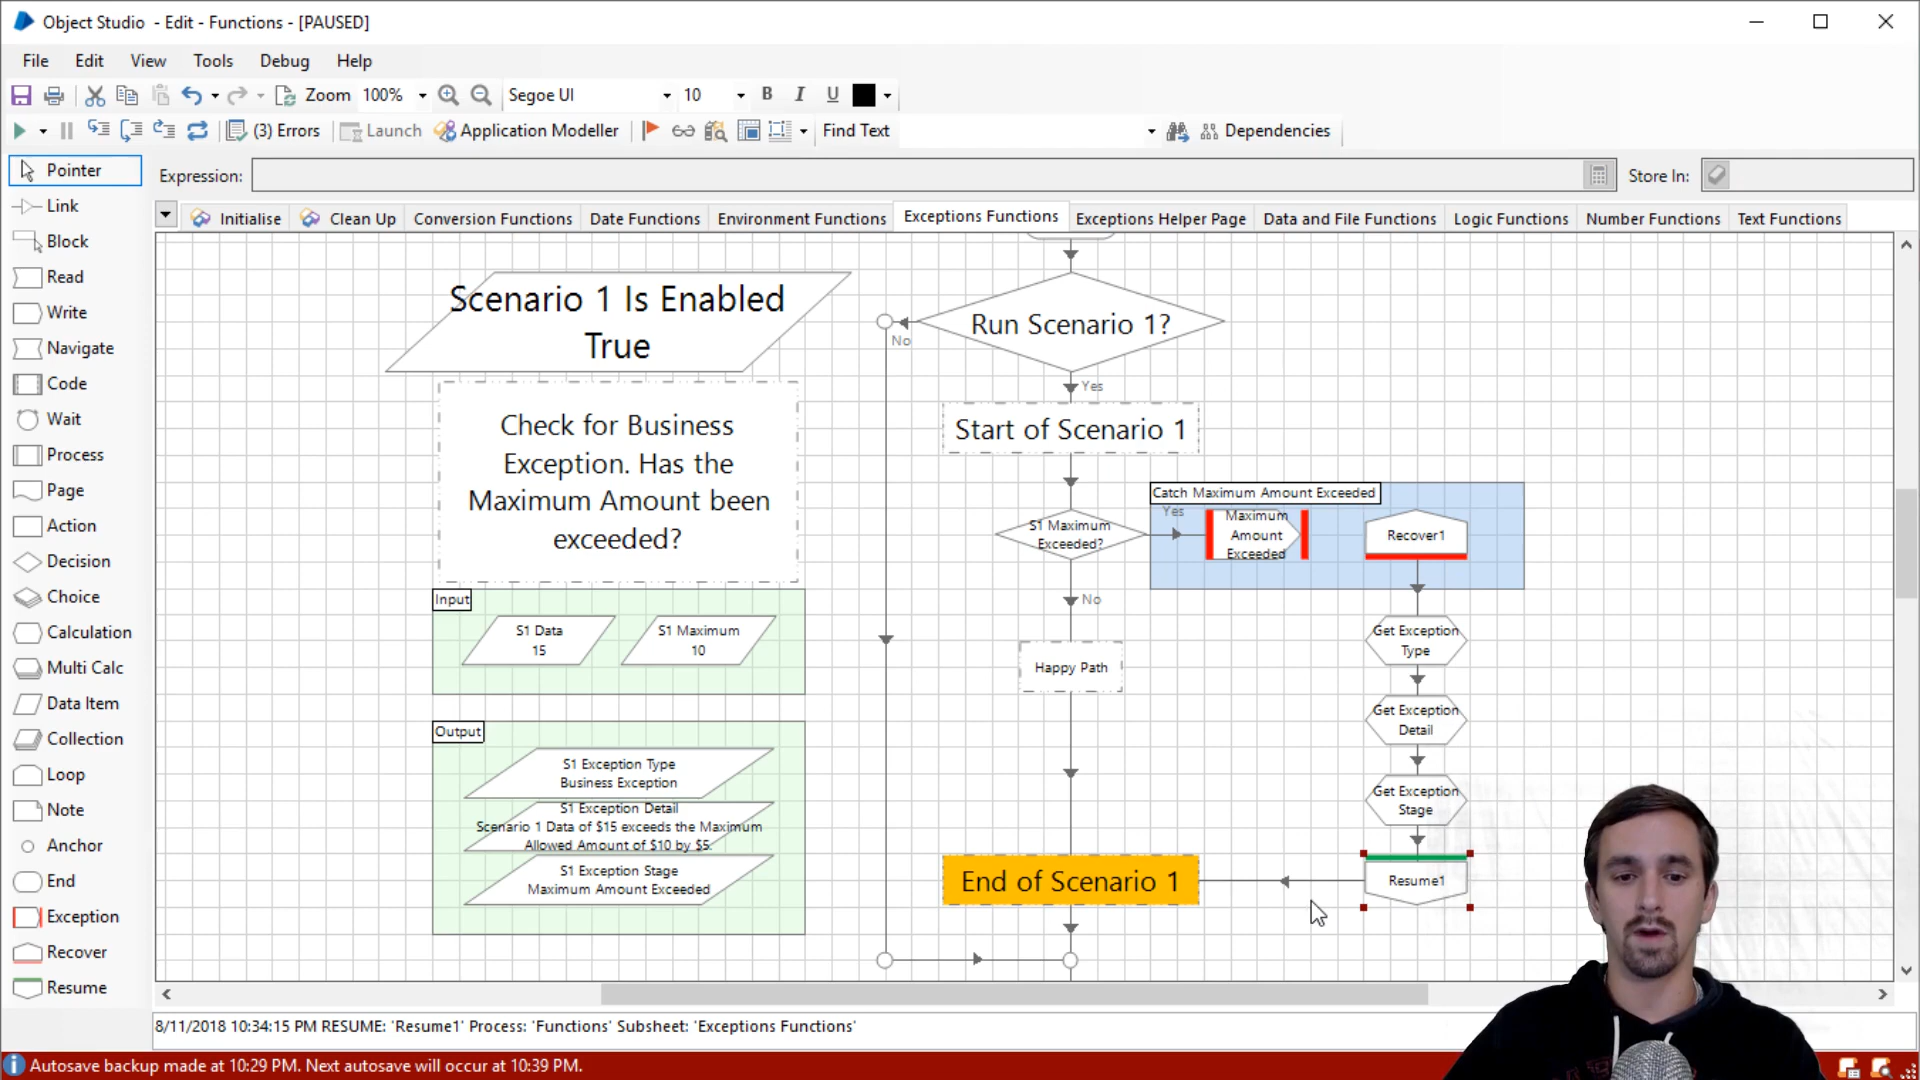 Object Studio - Edit - Functions - [PAUSED]
File Edit View Tools Debug Help
Zoom 100% Segoe UI 10 B I U
(3) Errors Launch Application Modeller Find Text Dependencies
Pointer
Link
Block
Read
Write
Navigate
Code
Wait
Process
Page
Action
Decision
Choice
Calculation
Multi Calc
Data Item
Collection
Loop
Note
Anchor
End
Exception
Recover
Resume
Expression:
Store In:
Initialise Clean Up Conversion Functions Date Functions Environment Functions Exceptions Functions Exceptions Helper Page Data and File Functions Logic Functions Number Functions Text Functions
Scenario 1 Is Enabled
True
Check for Business
Exception. Has the
Maximum Amount been
exceeded?
Input
S1 Data
15
S1 Maximum
10
Output
S1 Exception Type
Business Exception
S1 Exception Detail
Scenario 1 Data of $15 exceeds the Maximum
Allowed Amount of $10 by $5.
S1 Exception Stage
Maximum Amount Exceeded
Run Scenario 1?
No
Yes
Start of Scenario 1
S1 Maximum
Exceeded?
Yes
No
Happy Path
End of Scenario 1
Catch Maximum Amount Exceeded
Maximum
Amount
Exceeded
Recover1
Get Exception
Type
Get Exception
Detail
Get Exception
Stage
Resume1
8/11/2018 10:34:15 PM RESUME: 'Resume1' Process: 'Functions' Subsheet: 'Exceptions Functions'
Autosave backup made at 10:29 PM. Next autosave will occur at 10:39 PM.